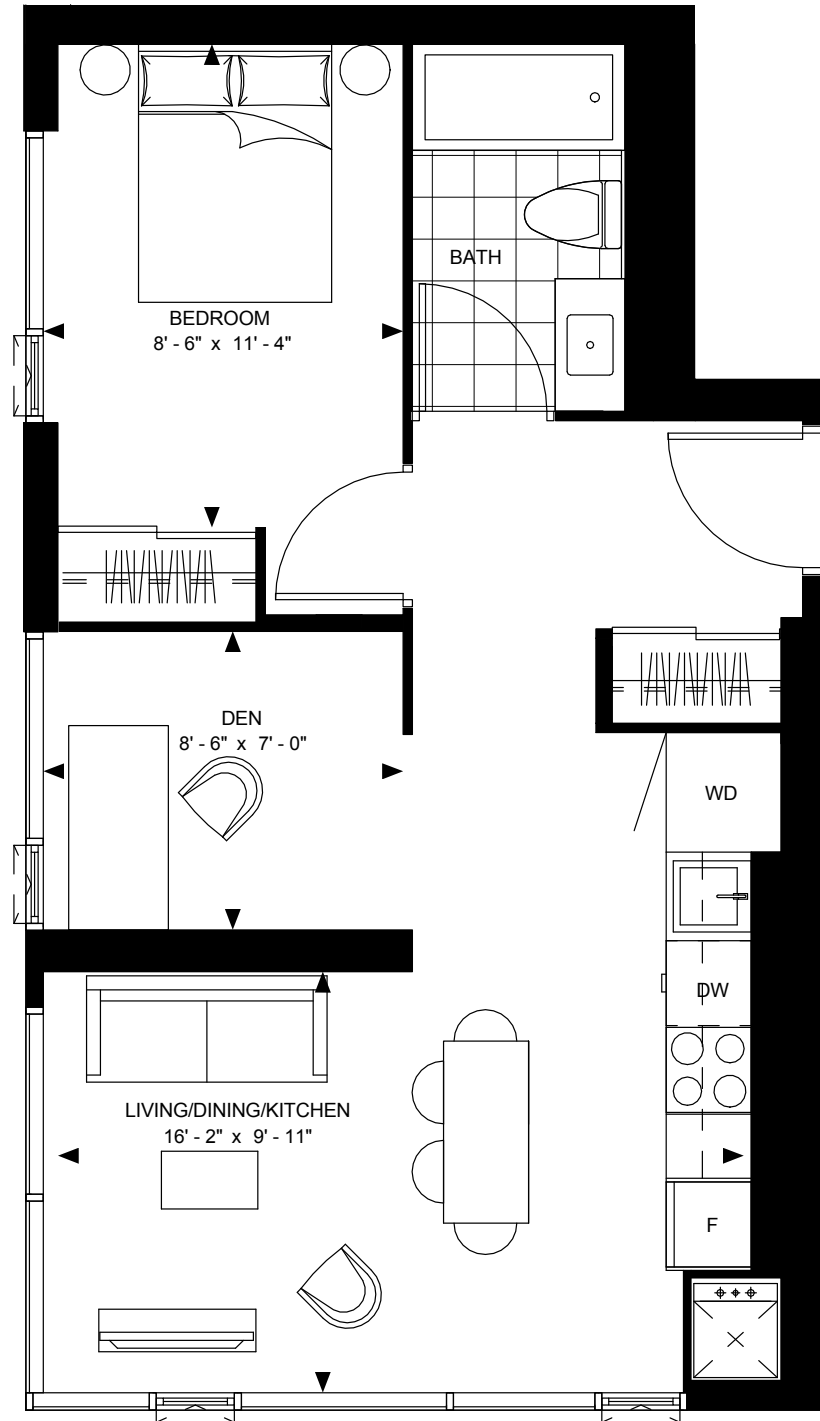 BATH
BEDROOM
8' - 6" x 11' - 4"
DEN
8' - 6" x 7' - 0"
WD
DW
LIVING/DINING/KITCHEN
16' - 2" x 9' - 11"
F